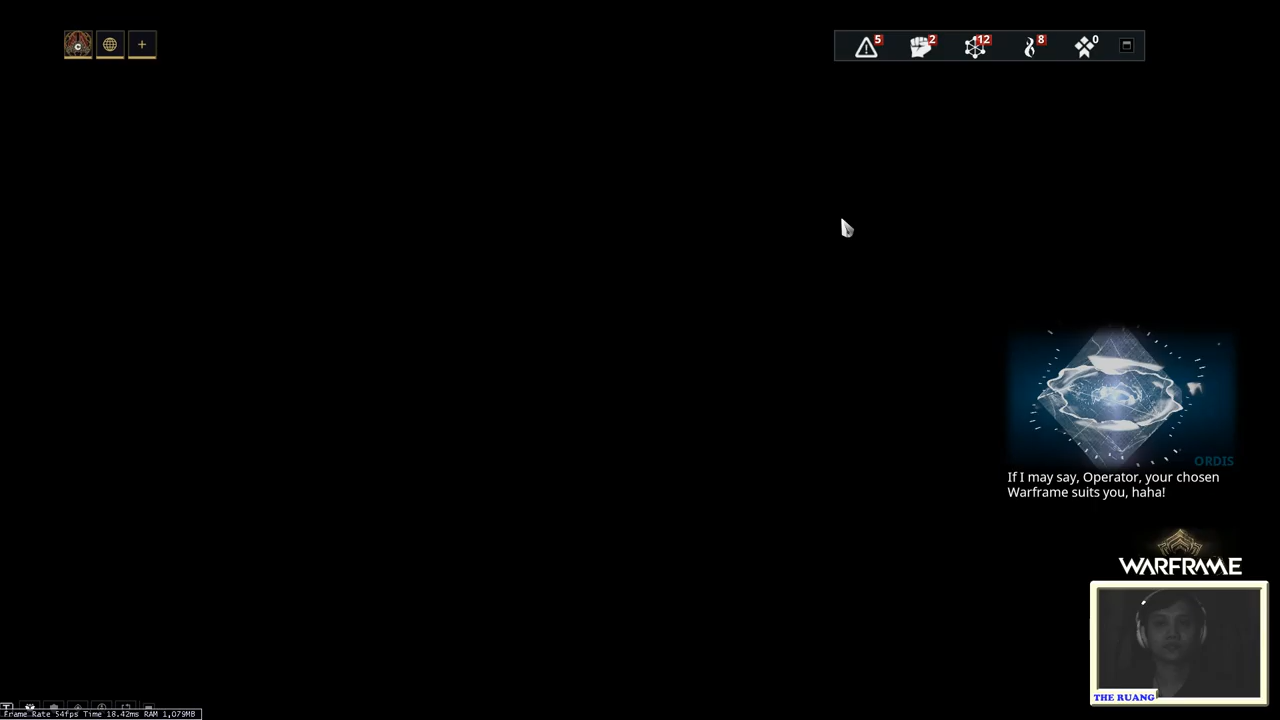 5
2
12
8
0
ORDIS
If I may say, Operator, your chosen
Warframe suits you, haha!
WARFRAME
THE RUANG
Frame Rate 54fps Time 18.42ms RAM 1,079MB